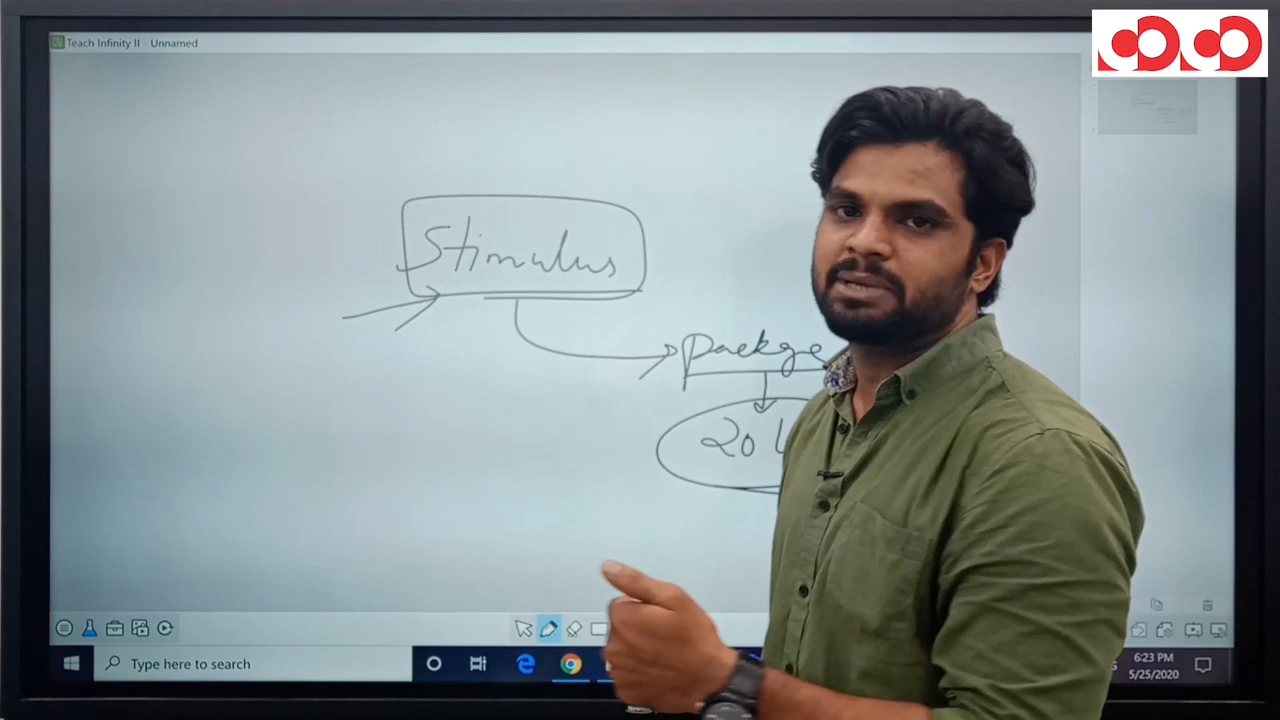 Teach Infinity II - Unnamed
Stimulus
packge
20 L
Type here to search
6:23 PM
5/25/2020